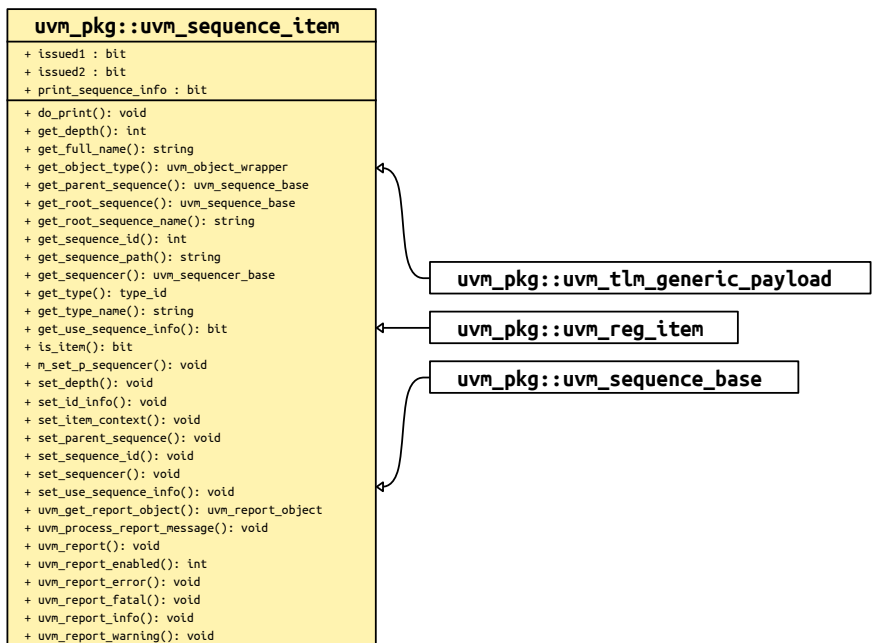 uvm_pkg::uvm_sequence_item
+ issued1 : bit
+ issued2 : bit
+ print_sequence_info : bit
+ do_print(): void
+ get_depth(): int
+ get_full_name(): string
+ get_object_type(): uvm_object_wrapper
+ get_parent_sequence(): uvm_sequence_base
+ get_root_sequence(): uvm_sequence_base
+ get_root_sequence_name(): string
+ get_sequence_id(): int
+ get_sequence_path(): string
+ get_sequencer(): uvm_sequencer_base
+ get_type(): type_id
+ get_type_name(): string
+ get_use_sequence_info(): bit
+ is_item(): bit
+ m_set_p_sequencer(): void
+ set_depth(): void
+ set_id_info(): void
+ set_item_context(): void
+ set_parent_sequence(): void
+ set_sequence_id(): void
+ set_sequencer(): void
+ set_use_sequence_info(): void
+ uvm_get_report_object(): uvm_report_object
+ uvm_process_report_message(): void
+ uvm_report(): void
+ uvm_report_enabled(): int
+ uvm_report_error(): void
+ uvm_report_fatal(): void
+ uvm_report_info(): void
+ uvm_report_warning(): void
uvm_pkg::uvm_tlm_generic_payload
uvm_pkg::uvm_reg_item
uvm_pkg::uvm_sequence_base